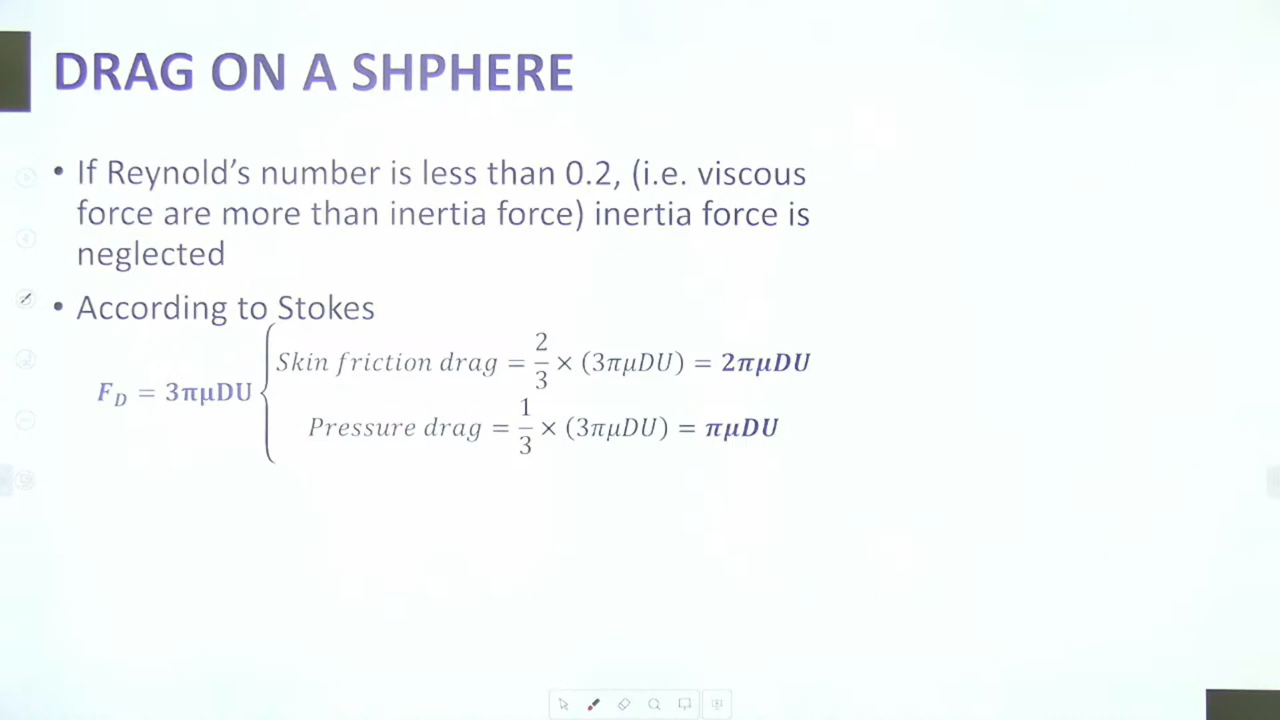 DRAG ON A SHPHERE
• If Reynold's number is less than 0.2, (i.e. viscous
force are more than inertia force) inertia force is
neglected
• According to Stokes
F_D = 3πμDU { Skin friction drag = 2/3 × (3πμDU) = 2πμDU
Pressure drag = 1/3 × (3πμDU) = πμDU